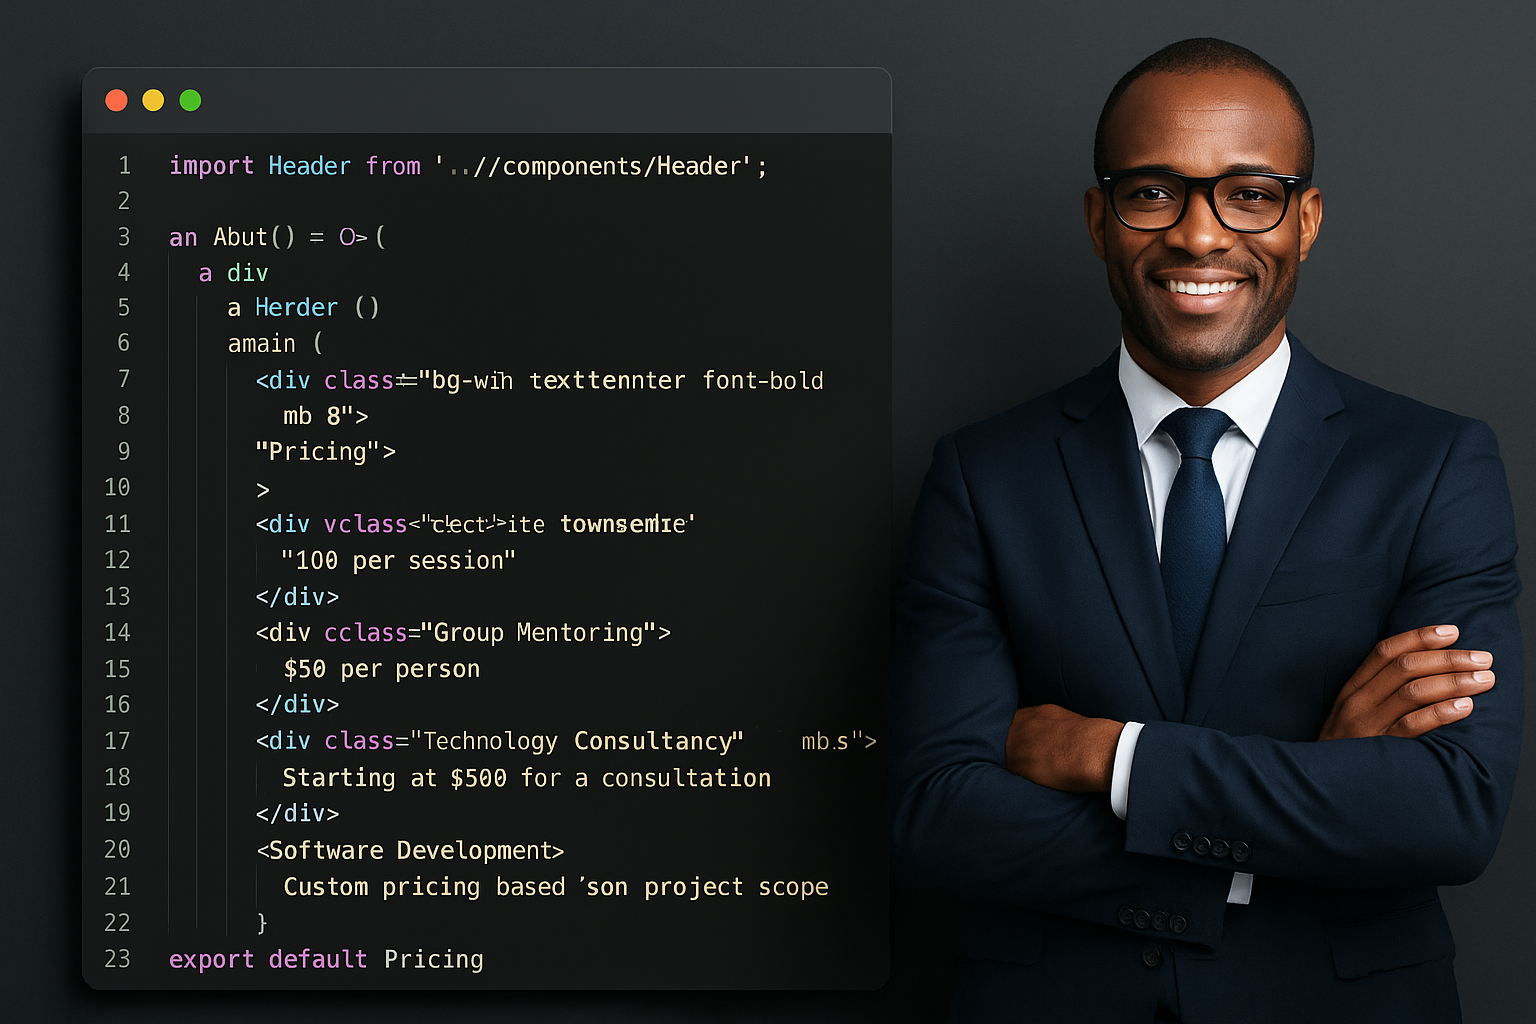 1 import Header from '..//components/Header';
2
3 an Abut() = O> (
4 a div
5 a Herder ()
6 amain (
7 <div class="bg-wih texttennter font-bold
8 mb 8">
9 "Pricing">
10 >
11 <div vclass ite townsemre'
12 "100 per session"
13 </div>
14 <div cclass="Group Mentoring">
15 $50 per person
16 </div>
17 <div class="Technology Consultancy" mb.s">
18 Starting at $500 for a consultation
19 </div>
20 <Software Development>
21 Custom pricing based 'son project scope
22 }
23 export default Pricing